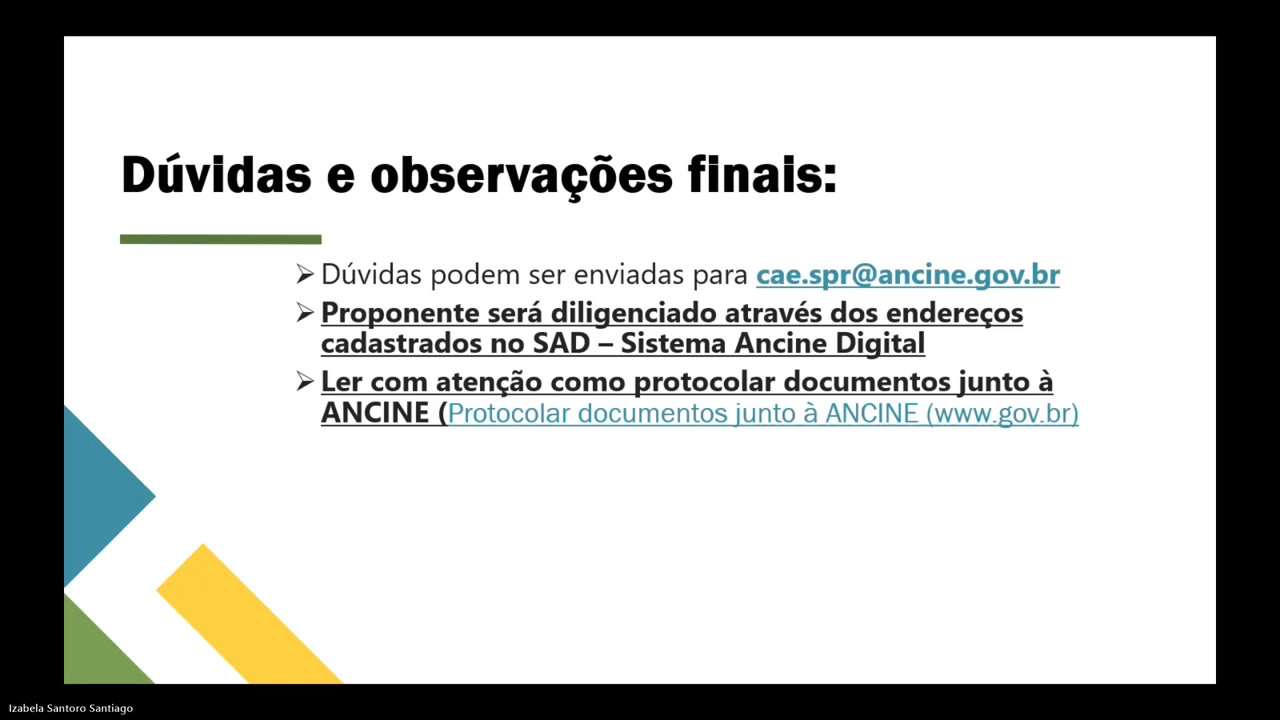 Dúvidas e observações finais:
➢ Dúvidas podem ser enviadas para cae.spr@ancine.gov.br
➢ Proponente será diligenciado através dos endereços
cadastrados no SAD – Sistema Ancine Digital
➢ Ler com atenção como protocolar documentos junto à
ANCINE (Protocolar documentos junto à ANCINE (www.gov.br)
Izabela Santoro Santiago